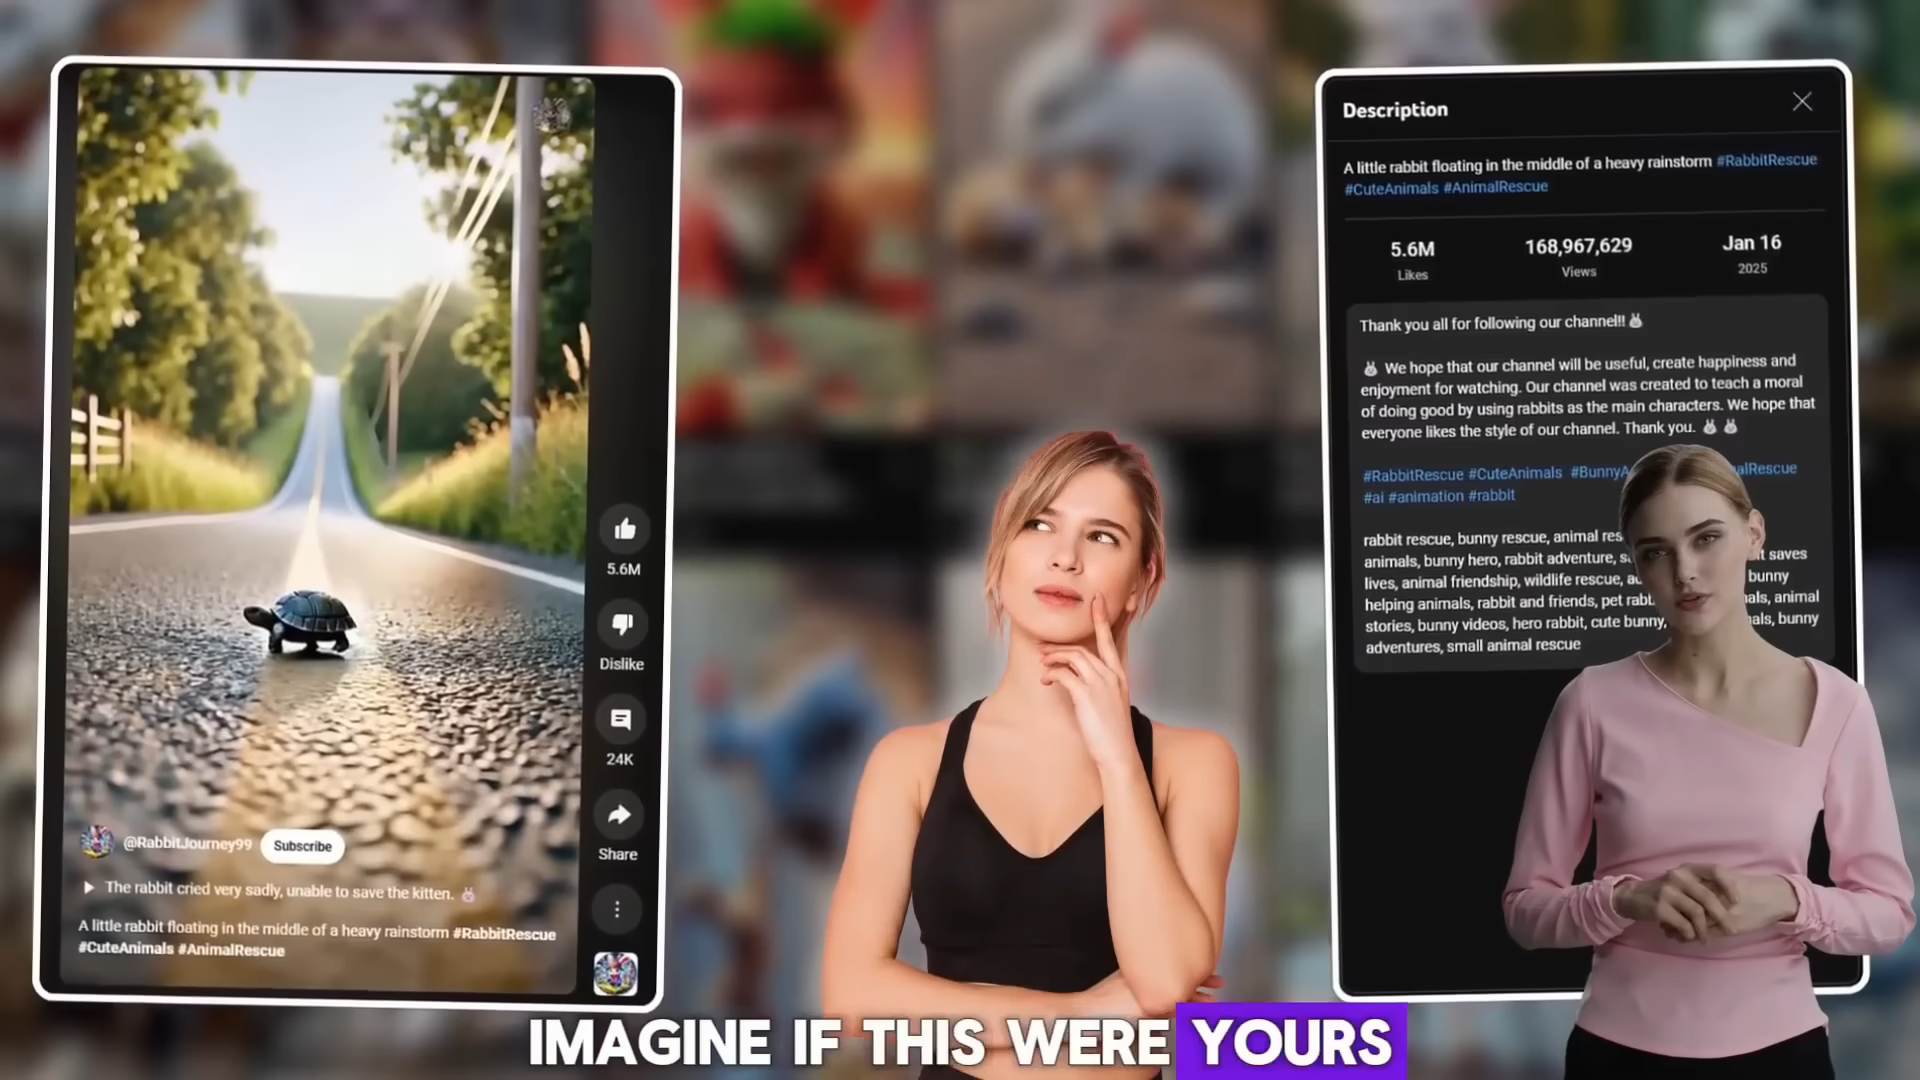 5.6M
Dislike
24K
Share
@RabbitJourney99 Subscribe
The rabbit cried very sadly, unable to save the kitten.
A little rabbit floating in the middle of a heavy rainstorm #RabbitRescue
#CuteAnimals #AnimalRescue
Description
A little rabbit floating in the middle of a heavy rainstorm #RabbitRescue
#CuteAnimals #AnimalRescue
5.6M 168,967,629 Jan 16
Likes Views 2025
Thank you all for following our channel!!
We hope that our channel will be useful, create happiness and
enjoyment for watching. Our channel was created to teach a moral
of doing good by using rabbits as the main characters. We hope that
everyone likes the style of our channel. Thank you.
#RabbitRescue #CuteAnimals
#ai #animation #rabbit
rabbit rescue, bunny rescue, animal
animals, bunny hero, rabbit adventure, saves
lives, animal friendship, wildlife rescue, bunny
helping animals, rabbit and friends, pet animal
stories, bunny videos, hero rabbit, cute bunny, bunny
adventures, small animal rescue
IMAGINE IF THIS WERE YOURS